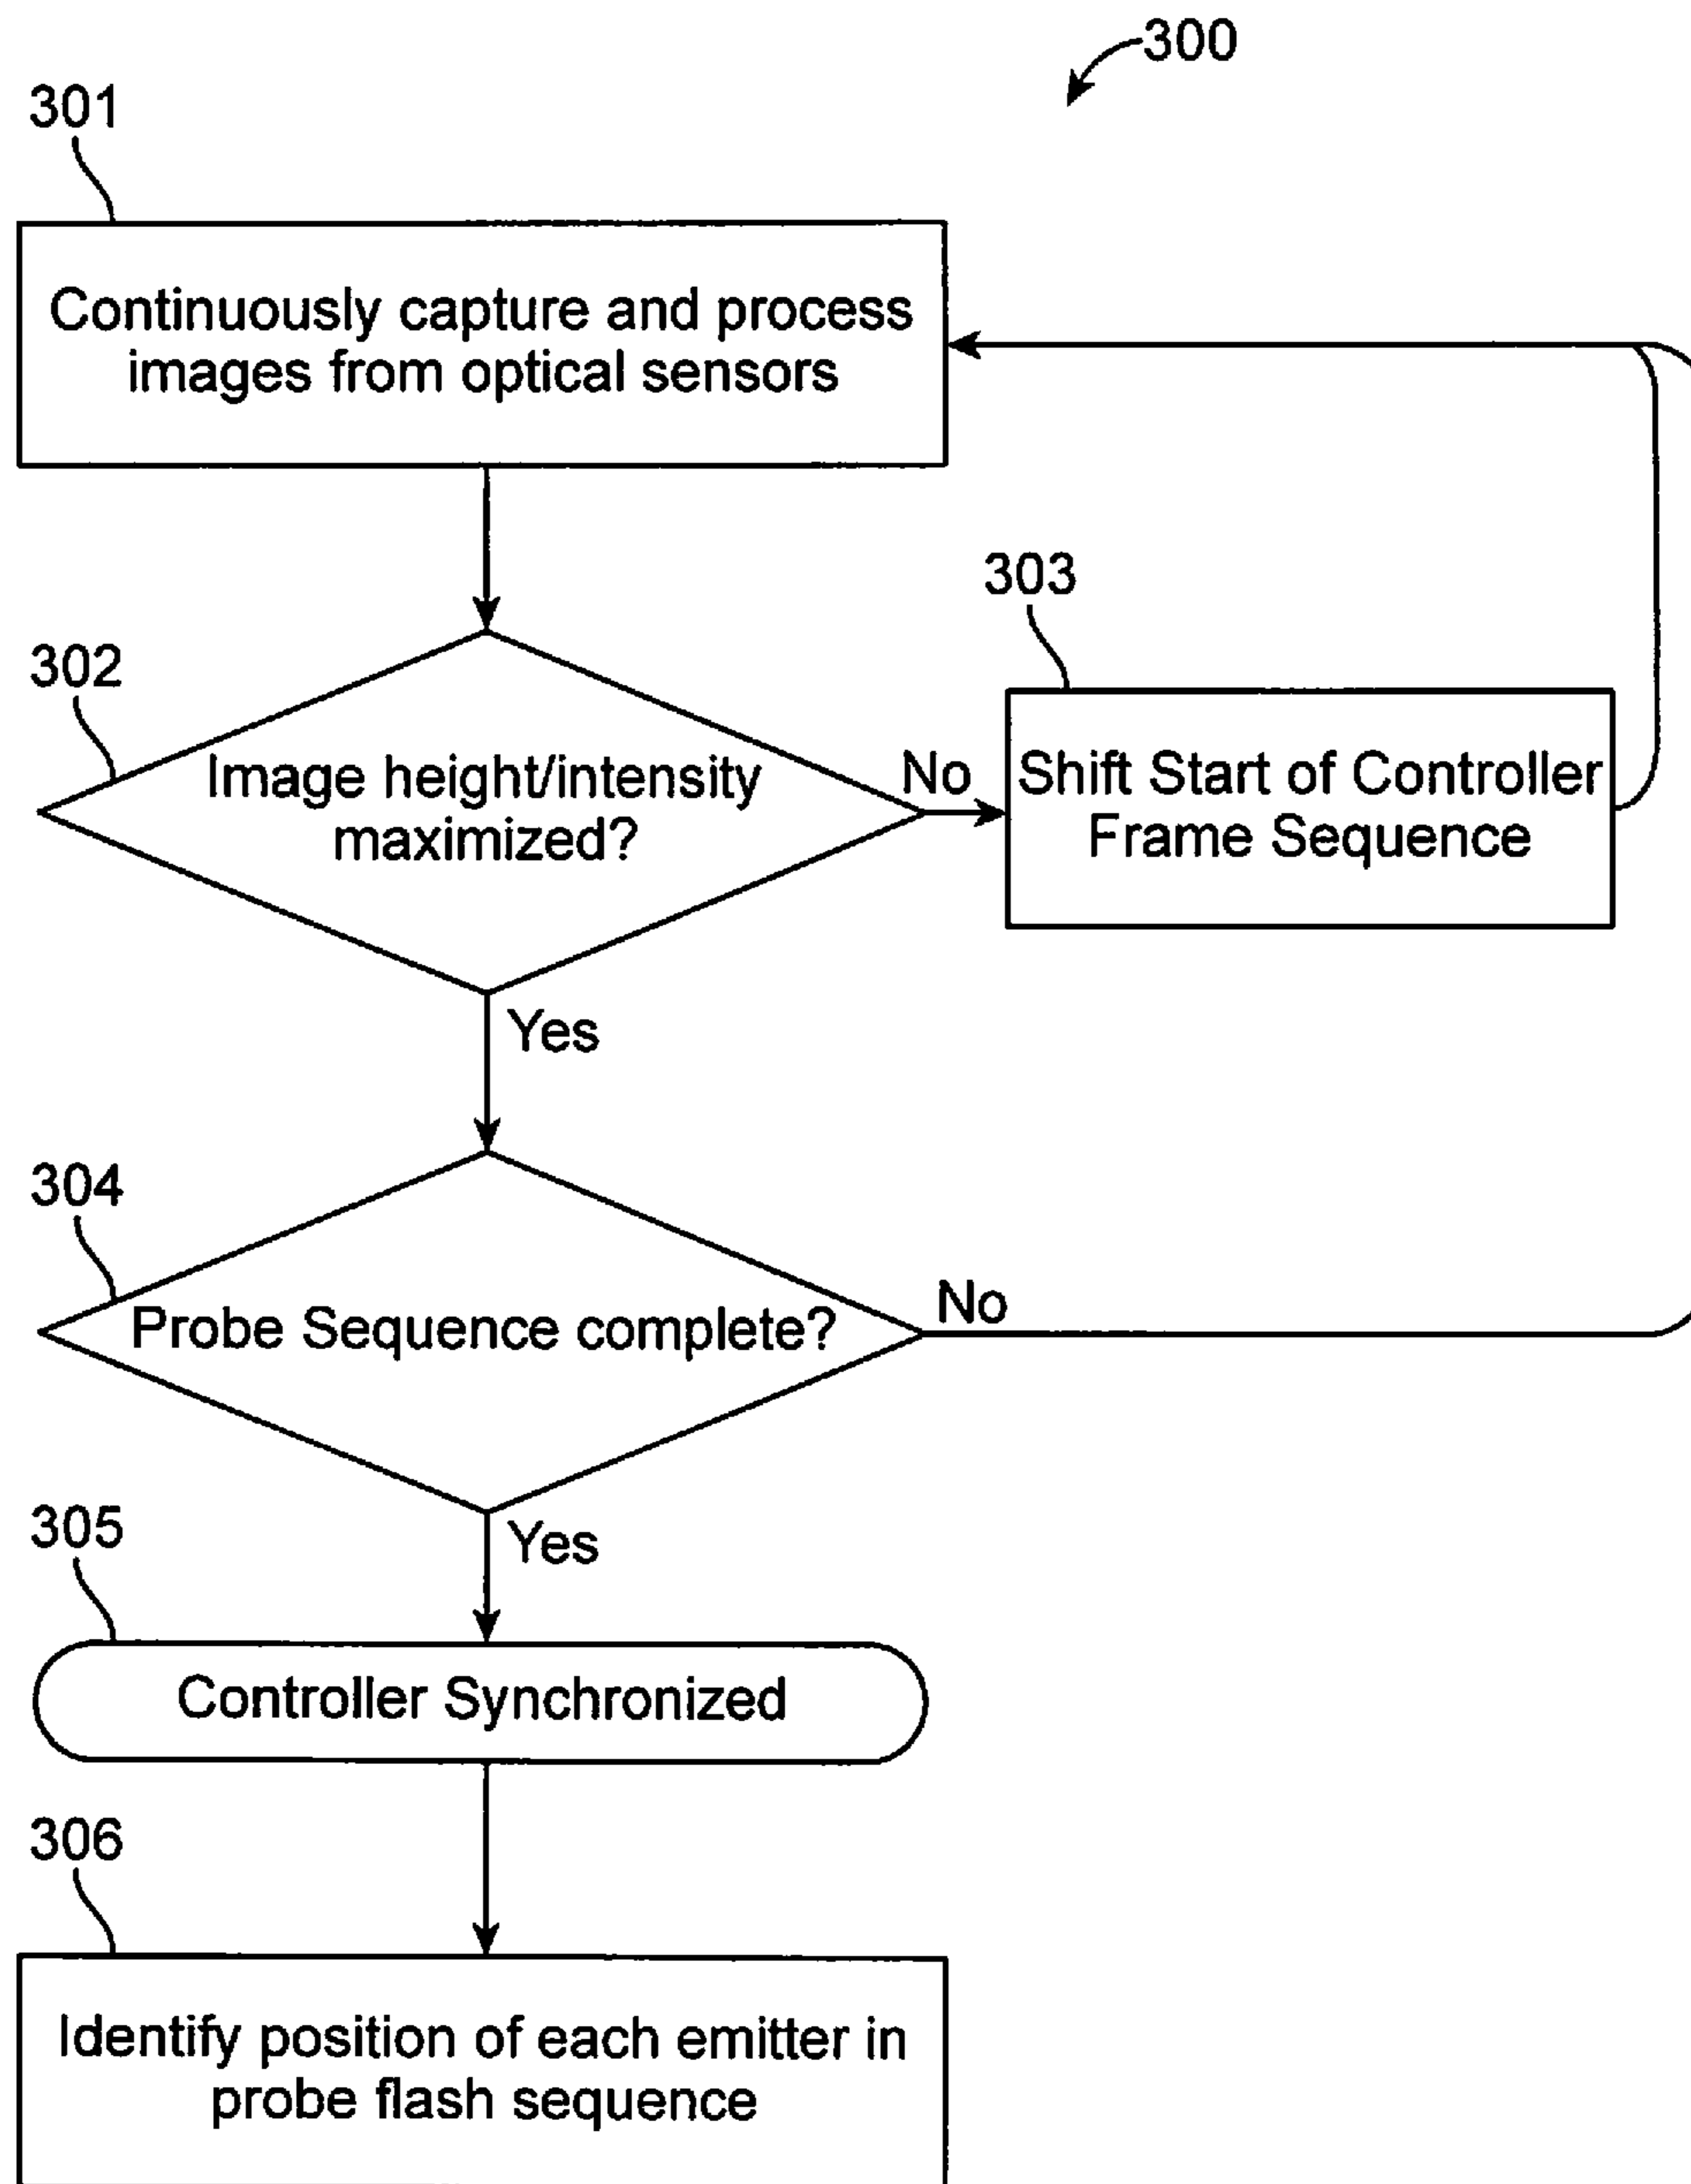 300
301
Continuously capture and process
images from optical sensors
302
Image height/intensity
maximized?
No
303
Shift Start of Controller
Frame Sequence
Yes
304
Probe Sequence complete?
No
Yes
305
Controller Synchronized
306
Identify position of each emitter in
probe flash sequence